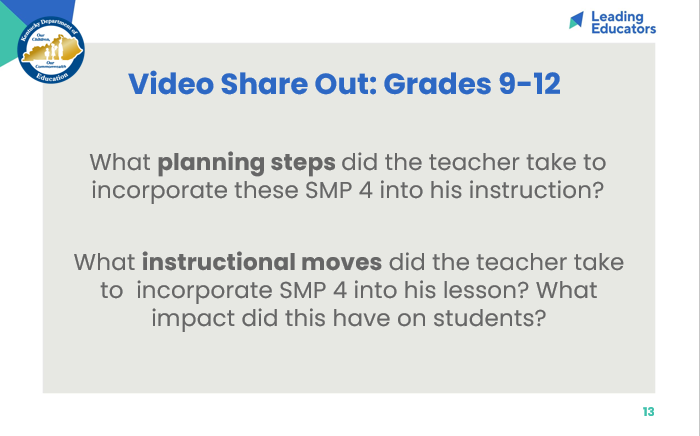 Leading
Educators
Kentucky Department of
Our
Children,
Our
Commonwealth
Education
Video Share Out: Grades 9-12
What planning steps did the teacher take to
incorporate these SMP 4 into his instruction?
What instructional moves did the teacher take
to  incorporate SMP 4 into his lesson? What
impact did this have on students?
13